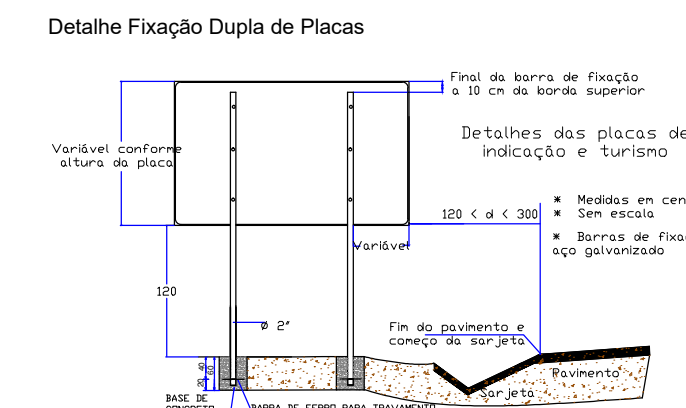 Detalhe Fixação Dupla de Placas
Final da barra de fixação
a 10 cm da borda superior
Variável conforme
altura da placa
Detalhes das placas de
indicação e turismo
* Medidas em cen
120 < d < 300
* Sem escala
* Barras de fixa
aço galvanizado
Variável
120
ø 2"
Fim do pavimento e
começo da sarjeta
40
60
20
Pavimento
Sarjeta
BASE DE
CONCRETO
BARRA DE FERRO PARA TRAVAMENTO